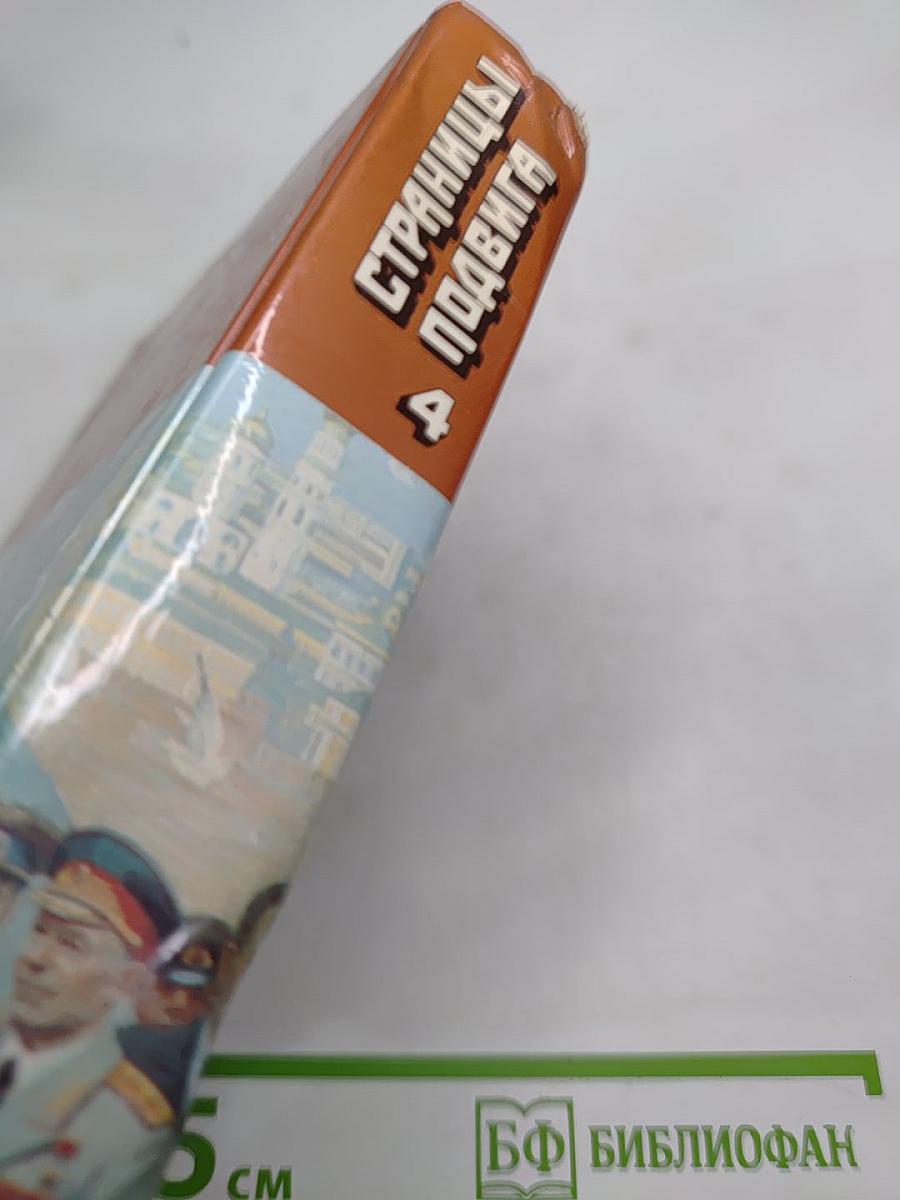 СТРАНИЦЫ
ПОДВИГА
4
5 см
БФ БИБЛИОФАН